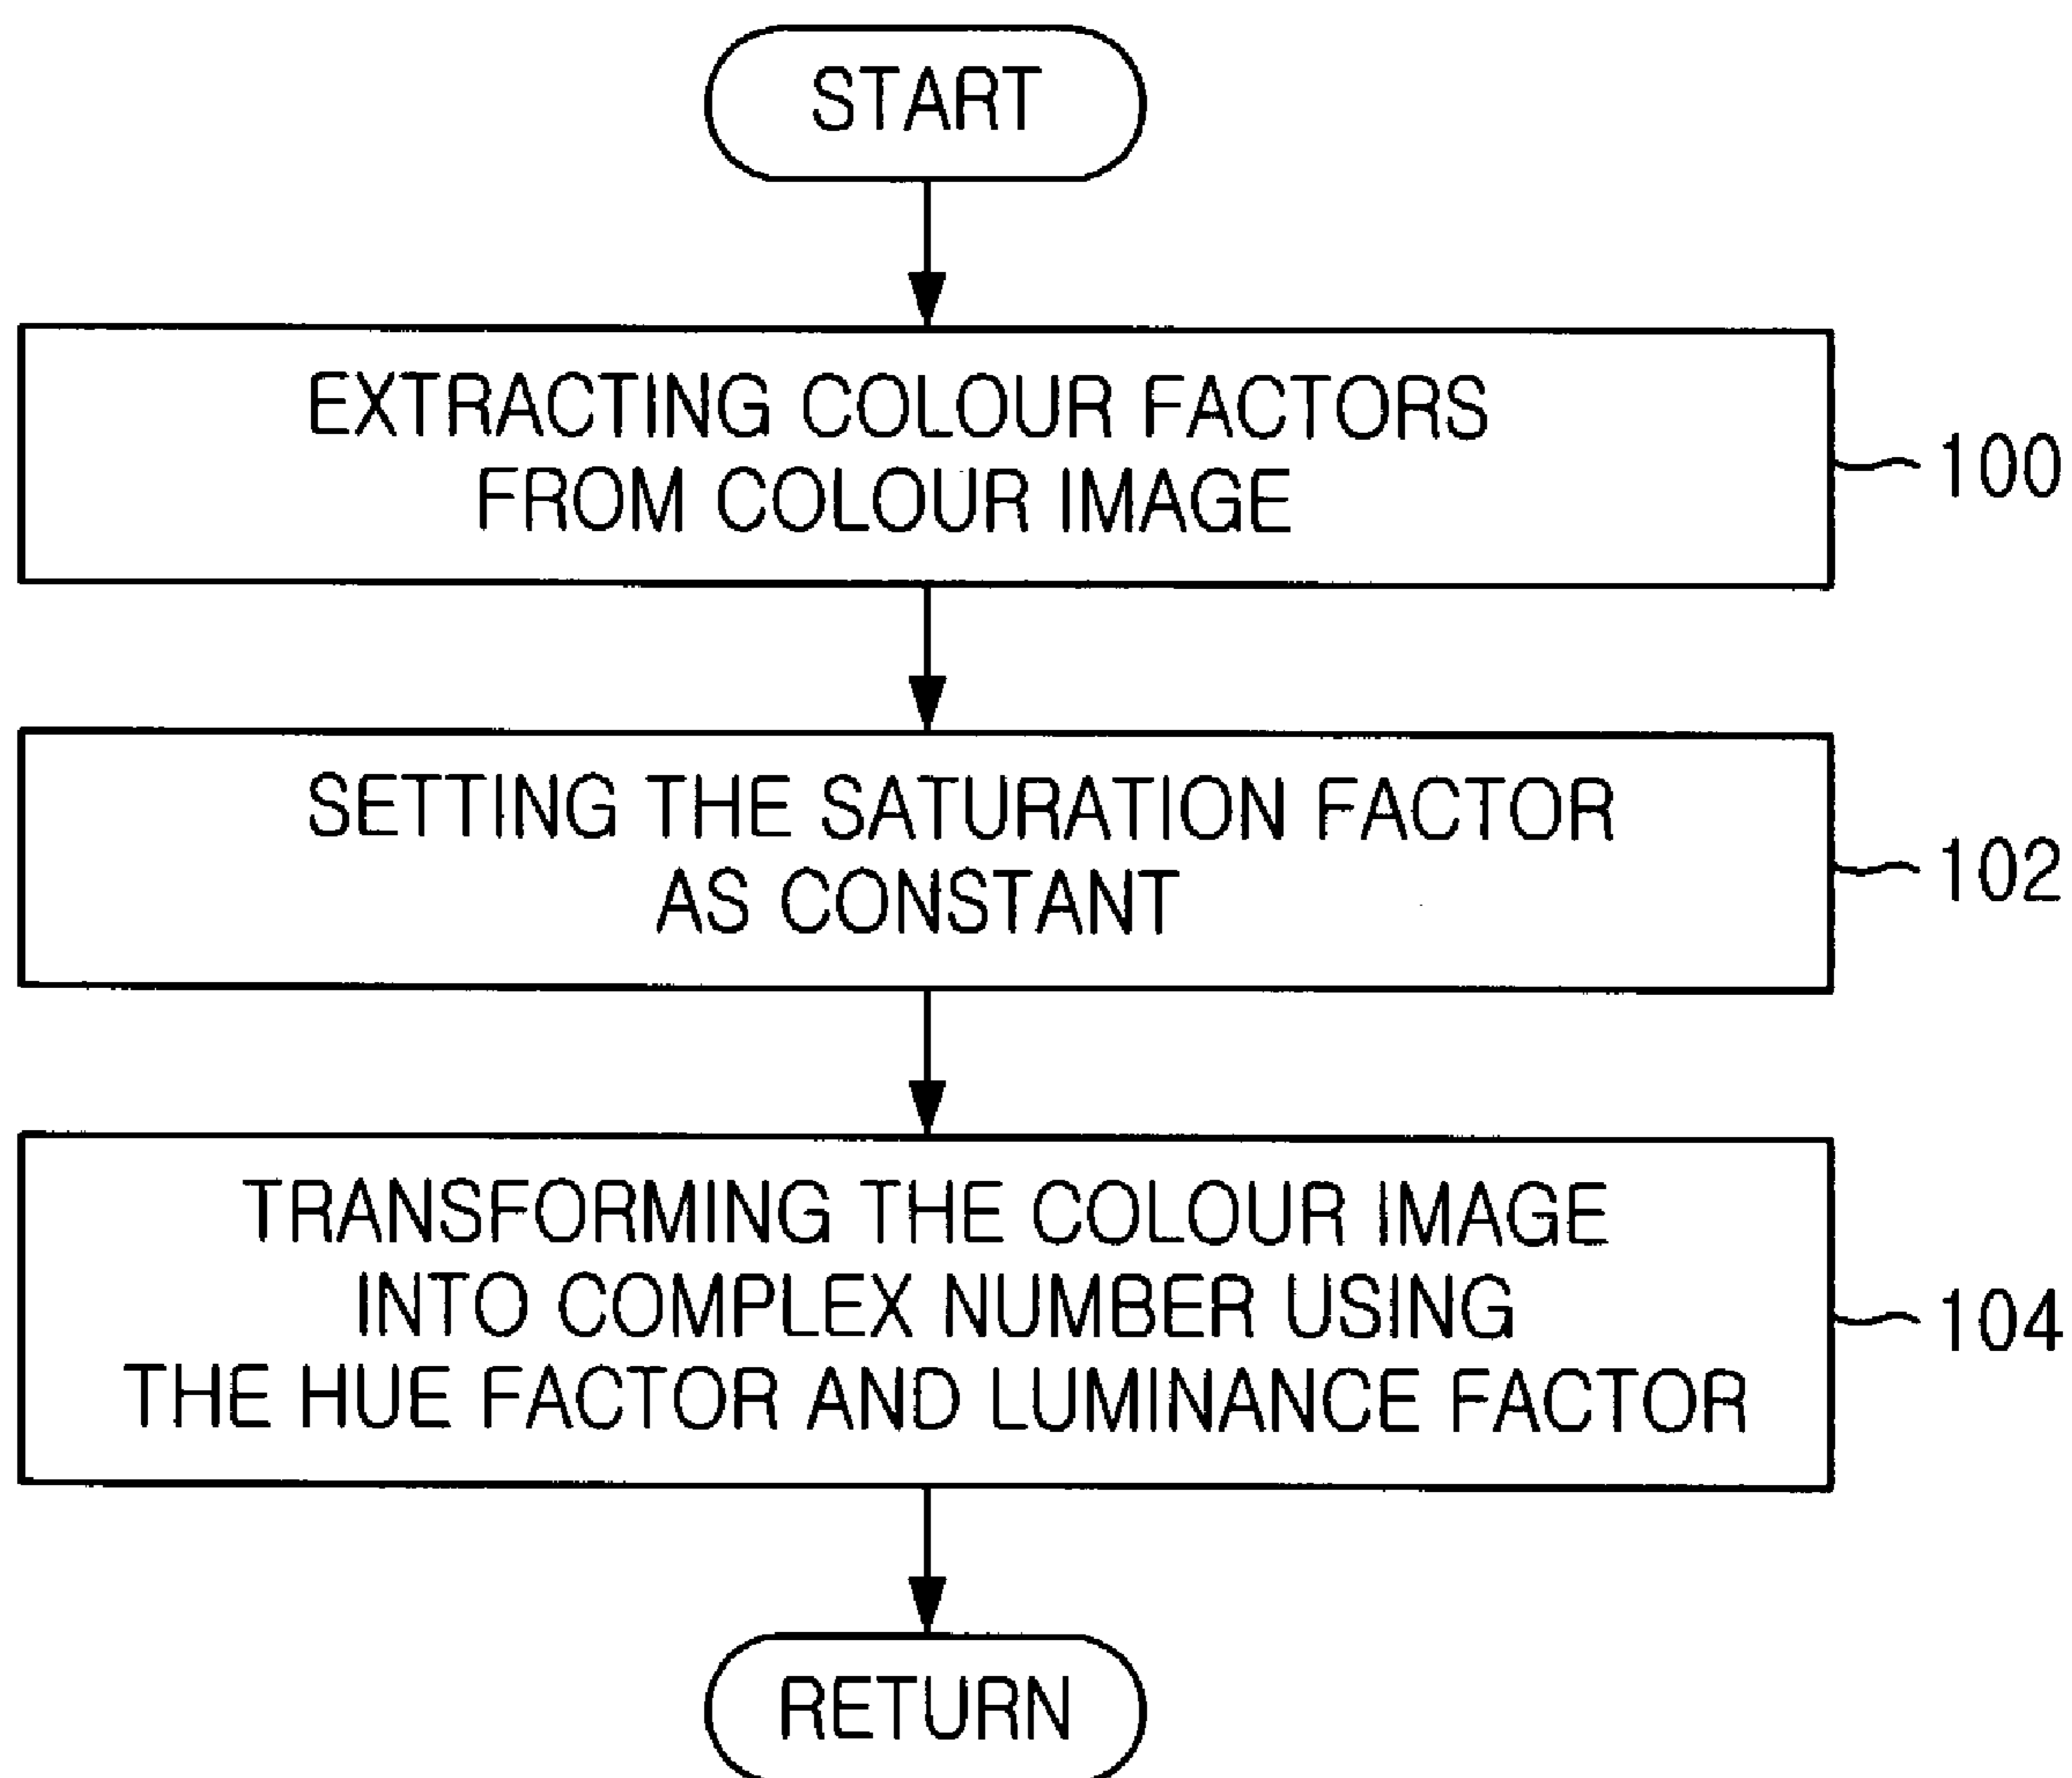 START
EXTRACTING COLOUR FACTORS
FROM COLOUR IMAGE
100
SETTING THE SATURATION FACTOR
AS CONSTANT
102
TRANSFORMING THE COLOUR IMAGE
INTO COMPLEX NUMBER USING
THE HUE FACTOR AND LUMINANCE FACTOR
104
RETURN